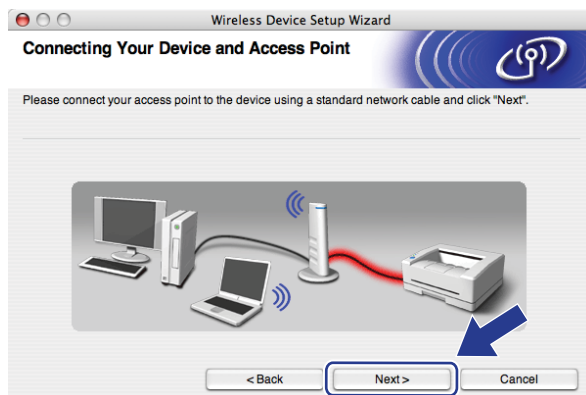 Wireless Device Setup Wizard
Connecting Your Device and Access Point
Please connect your access point to the device using a standard network cable and click "Next".
< Back Next > Cancel